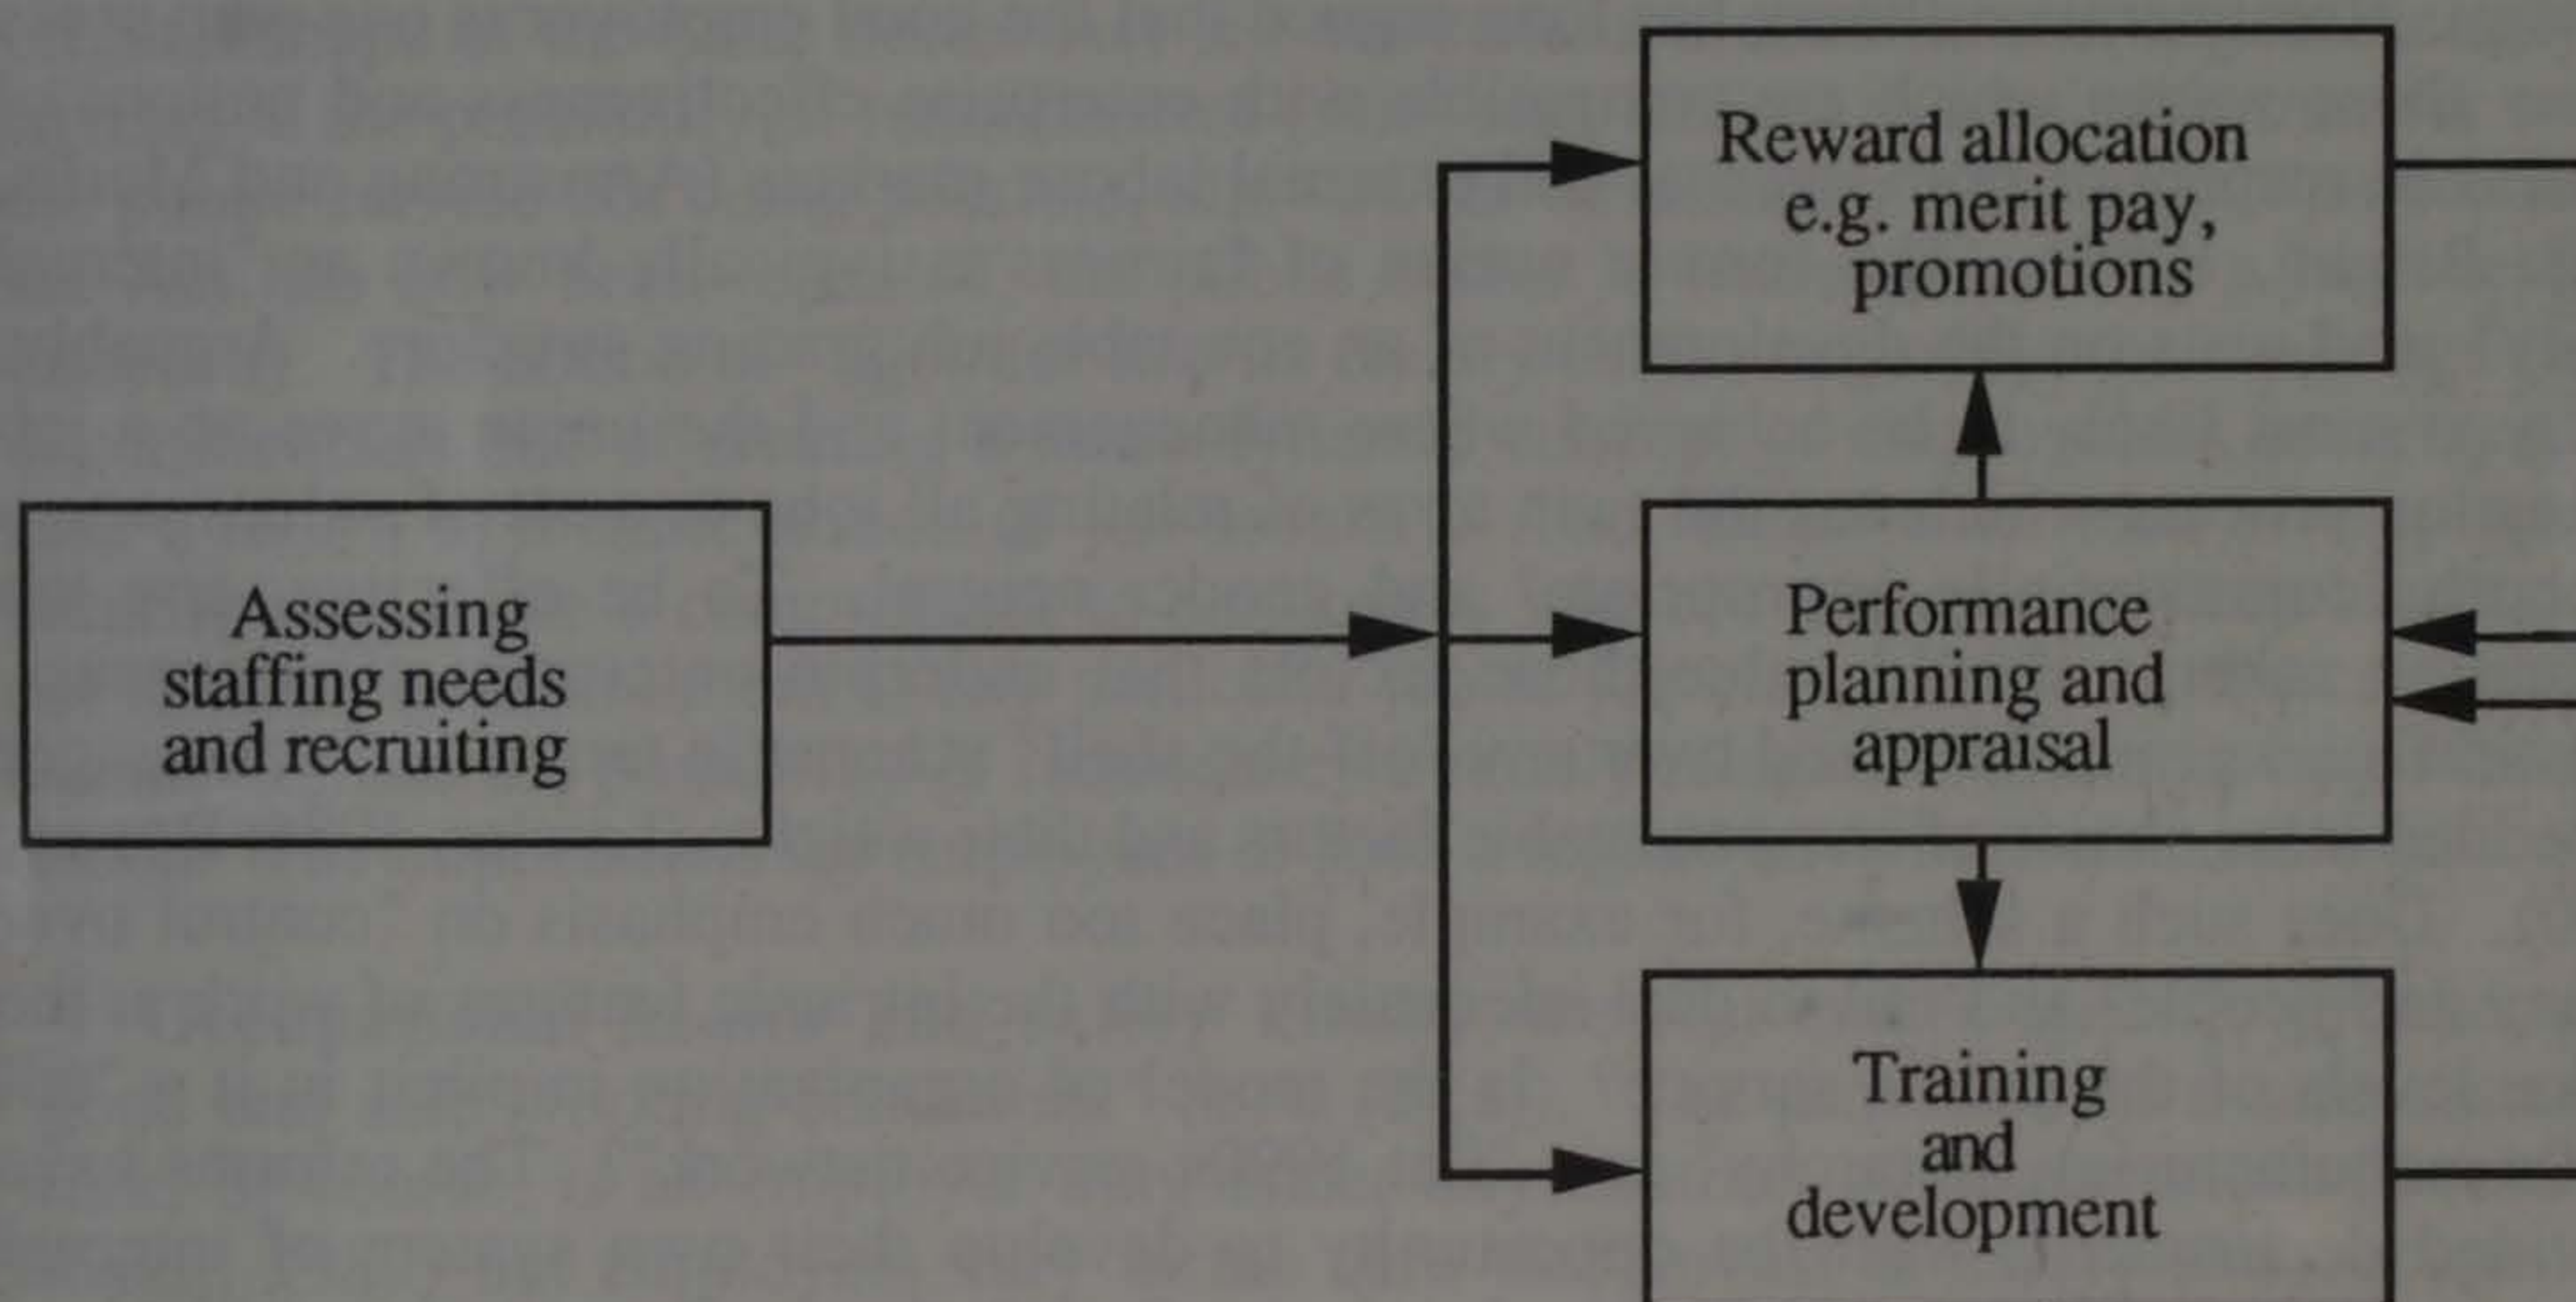 Reward allocation
e.g. merit pay,
promotions
Assessing
staffing needs
and recruiting
Performance
planning and
appraisal
Training
and
development